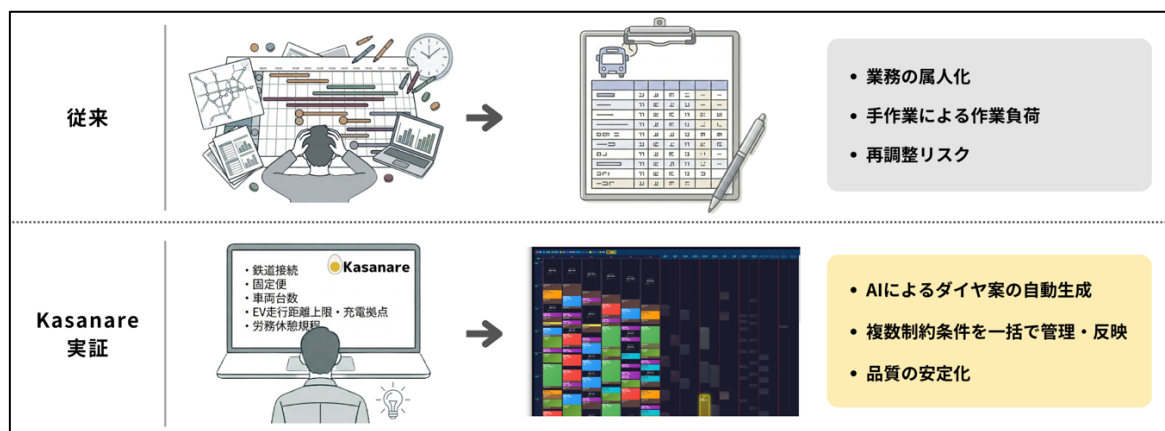 従来
• 業務の属人化
• 手作業による作業負荷
• 再調整リスク
Kasanare
実証
Kasanare
・鉄道接続
・固定便
・車両台数
・EV走行距離上限・充電拠点
・労務休憩規程
• AIによるダイヤ案の自動生成
• 複数制約条件を一括で管理・反映
• 品質の安定化